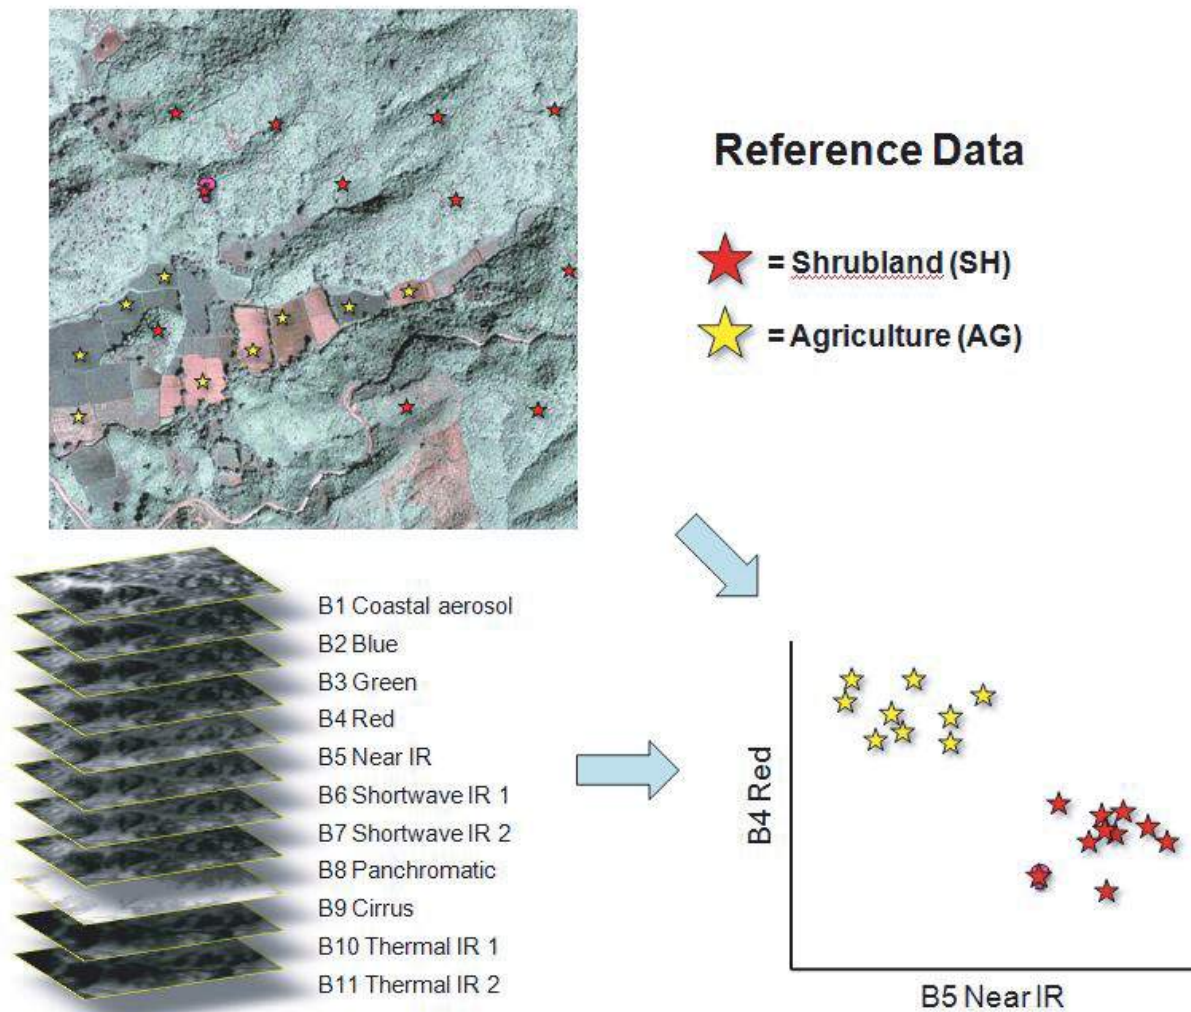 Reference Data
= Shrubland (SH)
= Agriculture (AG)
B1 Coastal aerosol
B2 Blue
B3 Green
B4 Red
B5 Near IR
B6 Shortwave IR 1
B7 Shortwave IR 2
B8 Panchromatic
B9 Cirrus
B10 Thermal IR 1
B11 Thermal IR 2
B4 Red
B5 Near IR